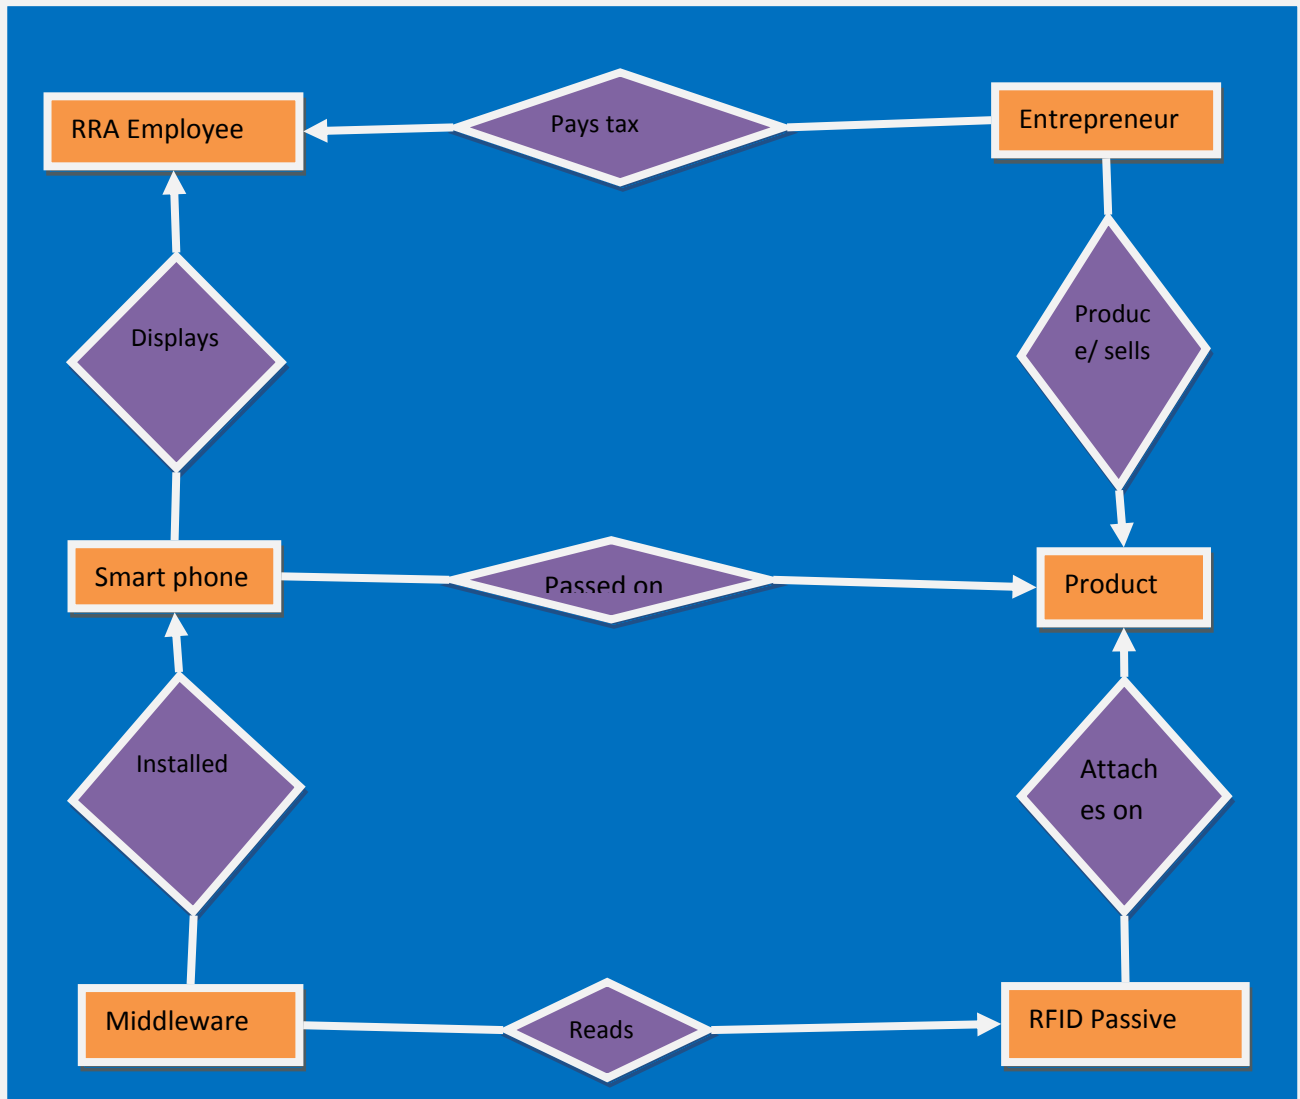 RRA Employee
Pays tax
Entrepreneur
Displays
Produc
e/ sells
Smart phone
Passed on
Product
Installed
Attach
es on
Middleware
Reads
RFID Passive